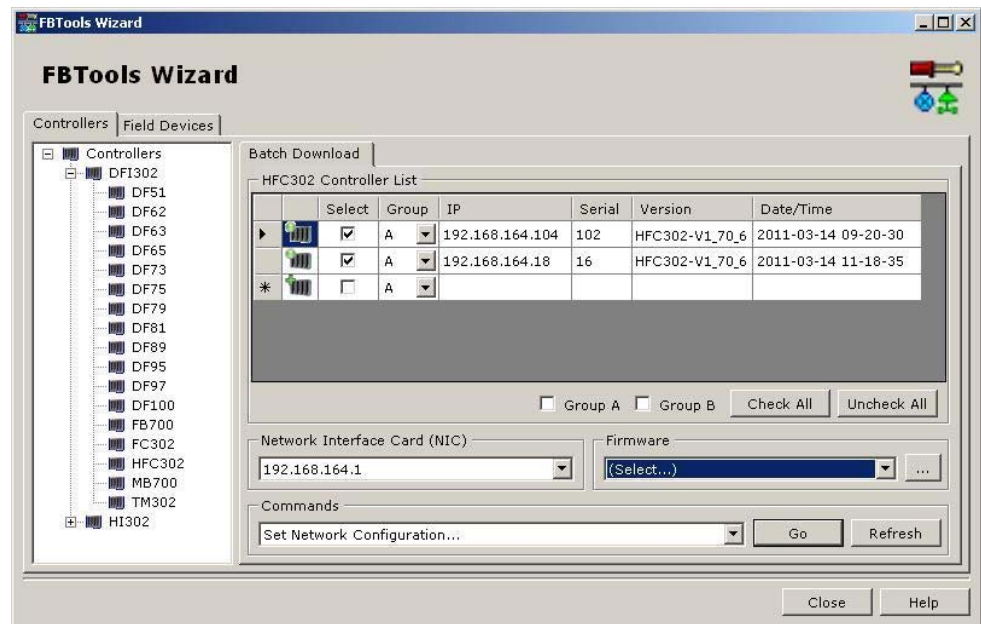 FBTools Wizard
FBTools Wizard
Controllers Field Devices
Controllers
DFI302
DF51
DF62
DF63
DF65
DF73
DF75
DF79
DF81
DF89
DF95
DF97
DF100
FB700
FC302
HFC302
MB700
TM302
HI302
Batch Download
HFC302 Controller List
Select Group IP Serial Version Date/Time
A 192.168.164.104 102 HFC302-V1_70_6 2011-03-14 09-20-30
A 192.168.164.18 16 HFC302-V1_70_6 2011-03-14 11-18-35
* A
Group A Group B Check All Uncheck All
Network Interface Card (NIC) Firmware
192.168.164.1 (Select...) ...
Commands
Set Network Configuration... Go Refresh
Close Help